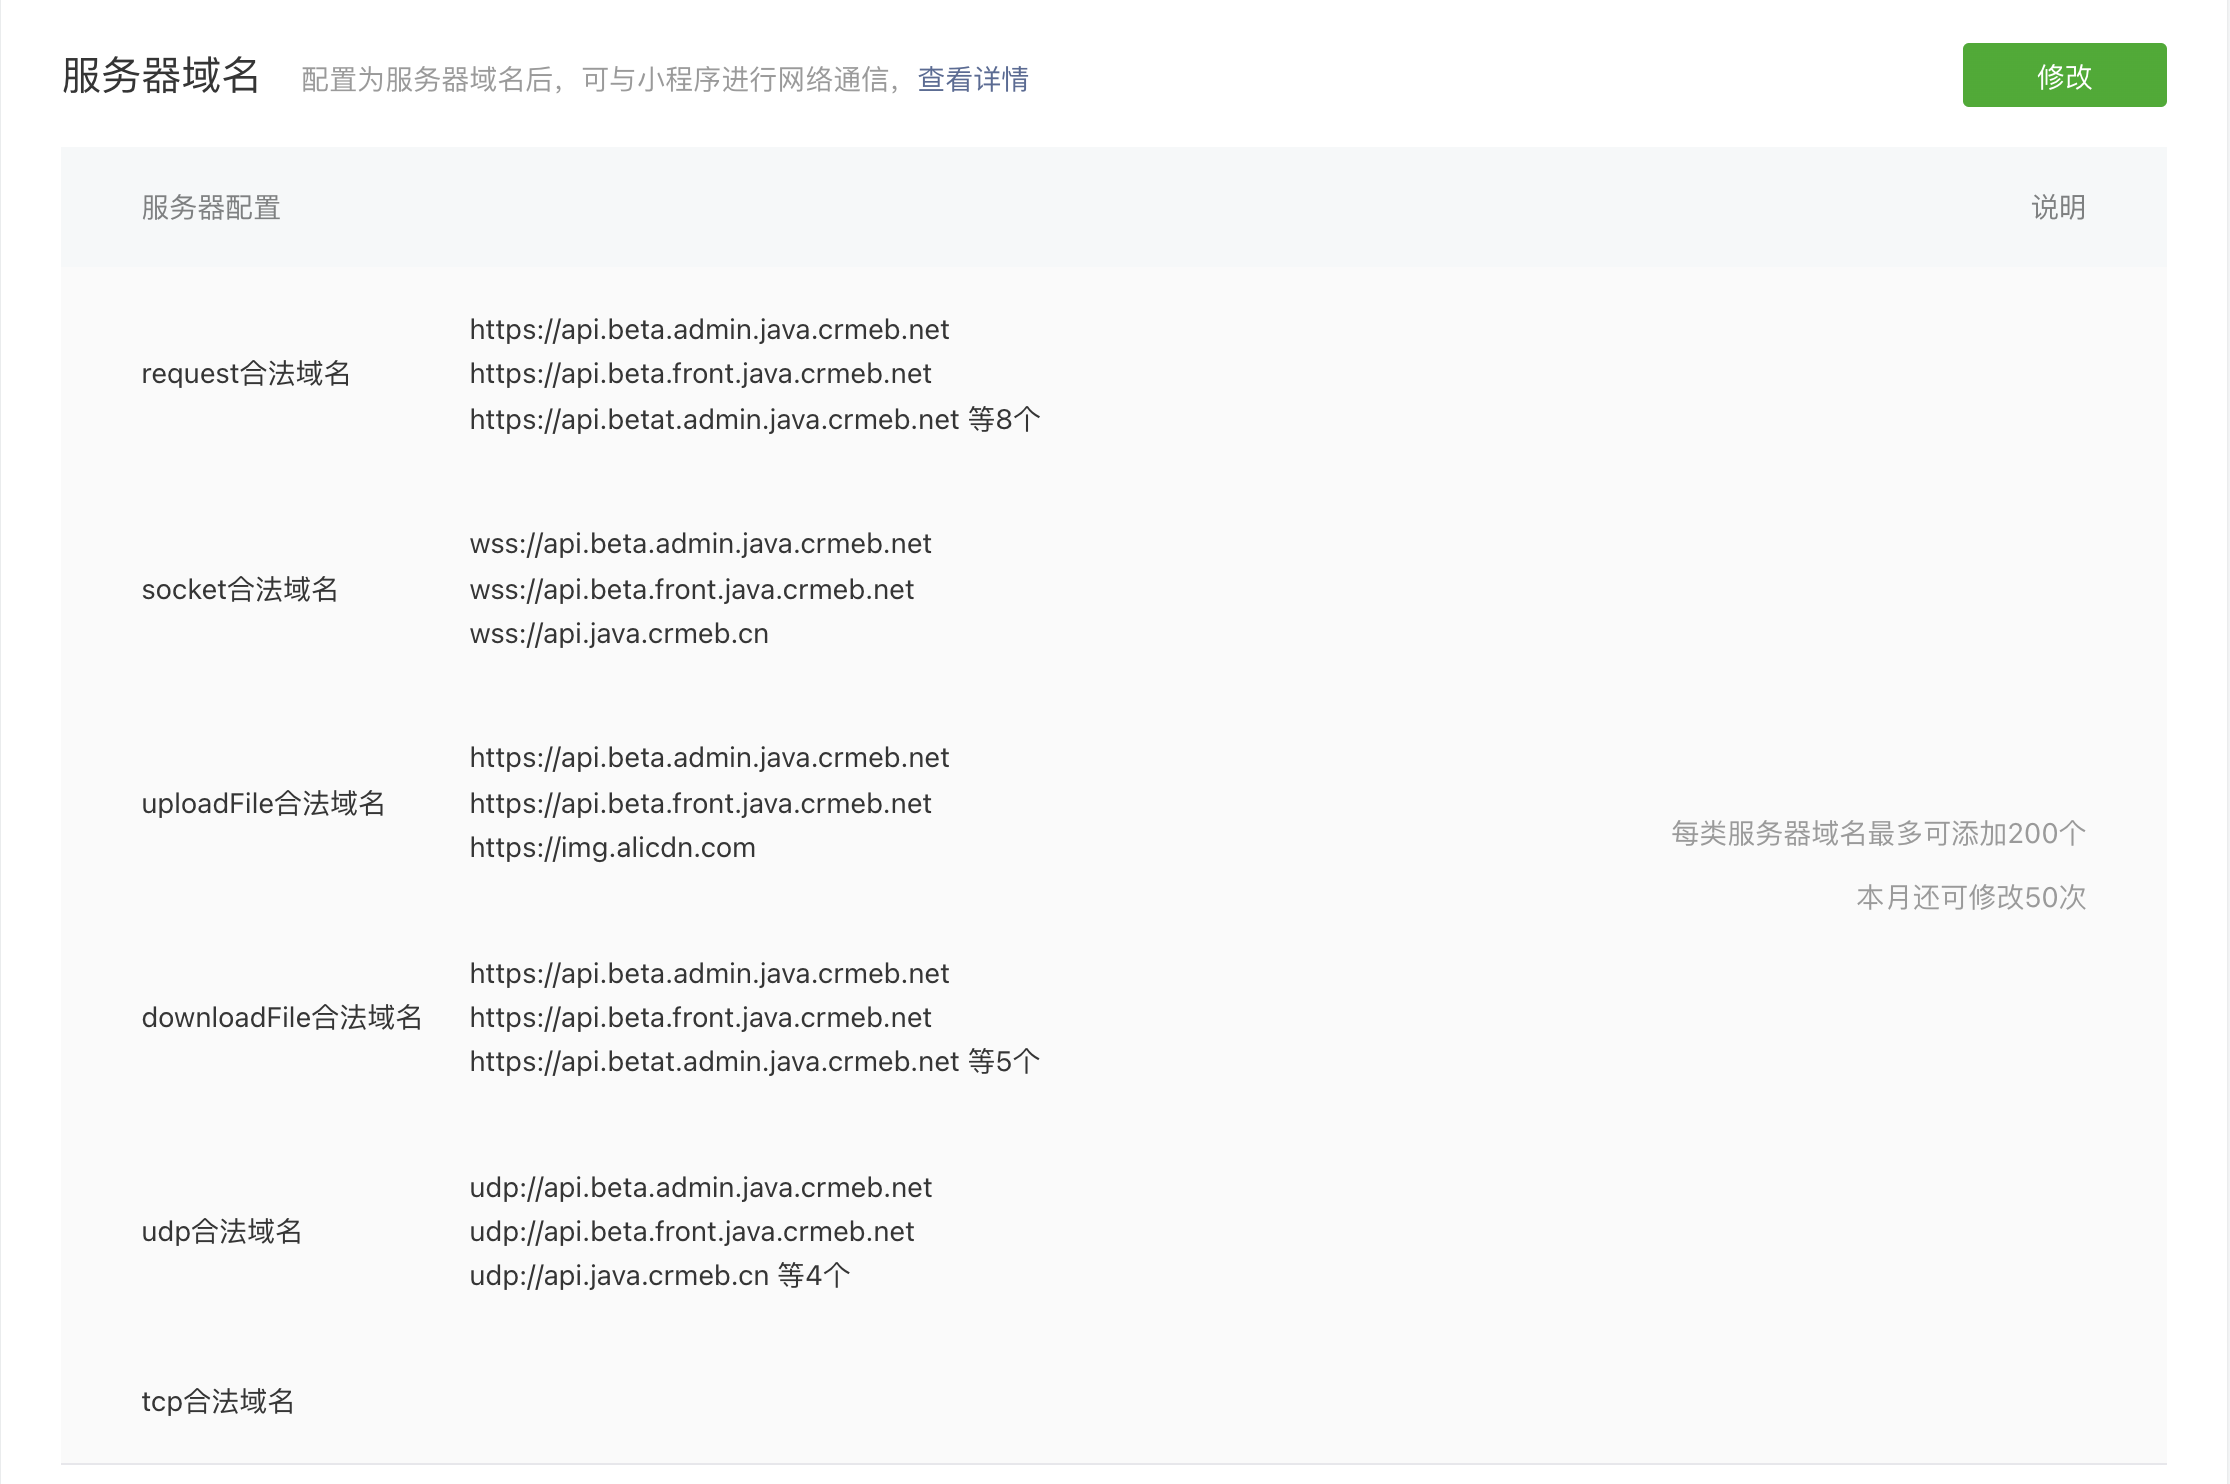 服务器域名 配置为服务器域名后，可与小程序进行网络通信，查看详情 修改
服务器配置 说明
request合法域名
https://api.beta.admin.java.crmeb.net
https://api.beta.front.java.crmeb.net
https://api.betat.admin.java.crmeb.net 等8个
socket合法域名
wss://api.beta.admin.java.crmeb.net
wss://api.beta.front.java.crmeb.net
wss://api.java.crmeb.cn
uploadFile合法域名
https://api.beta.admin.java.crmeb.net
https://api.beta.front.java.crmeb.net
https://img.alicdn.com
每类服务器域名最多可添加200个
本月还可修改50次
downloadFile合法域名
https://api.beta.admin.java.crmeb.net
https://api.beta.front.java.crmeb.net
https://api.betat.admin.java.crmeb.net 等5个
udp合法域名
udp://api.beta.admin.java.crmeb.net
udp://api.beta.front.java.crmeb.net
udp://api.java.crmeb.cn 等4个
tcp合法域名